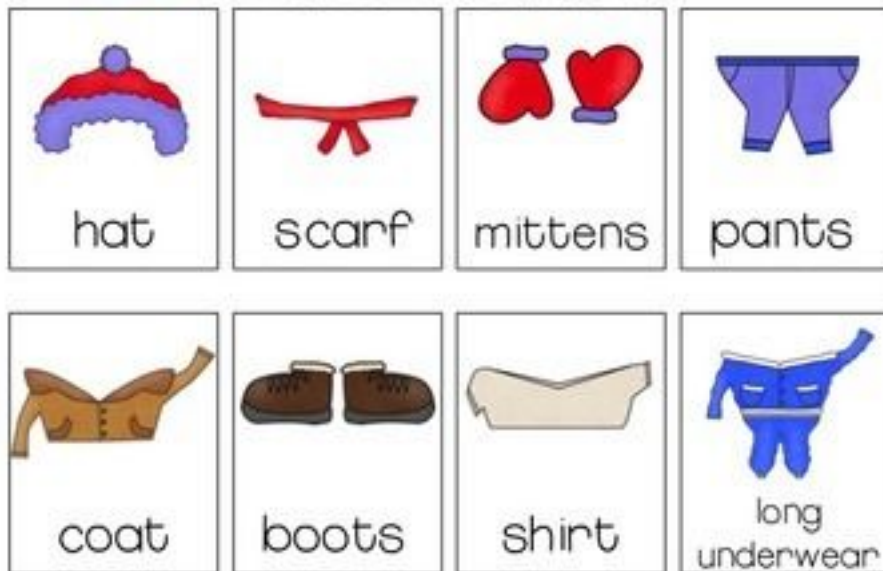 hat
scarf
mittens
pants
coat
boots
shirt
long
underwear